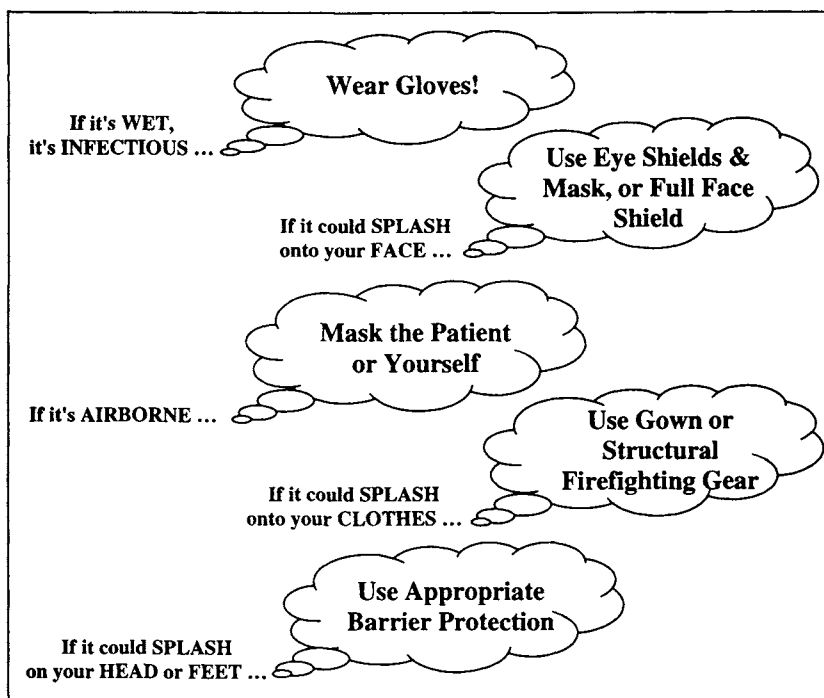 Wear Gloves!
If it's WET,
it's INFECTIOUS ...
Use Eye Shields &
Mask, or Full Face
Shield
If it could SPLASH
onto your FACE ...
Mask the Patient
or Yourself
If it's AIRBORNE ...
Use Gown or
Structural
Firefighting Gear
If it could SPLASH
onto your CLOTHES ...
Use Appropriate
Barrier Protection
If it could SPLASH
on your HEAD or FEET ...